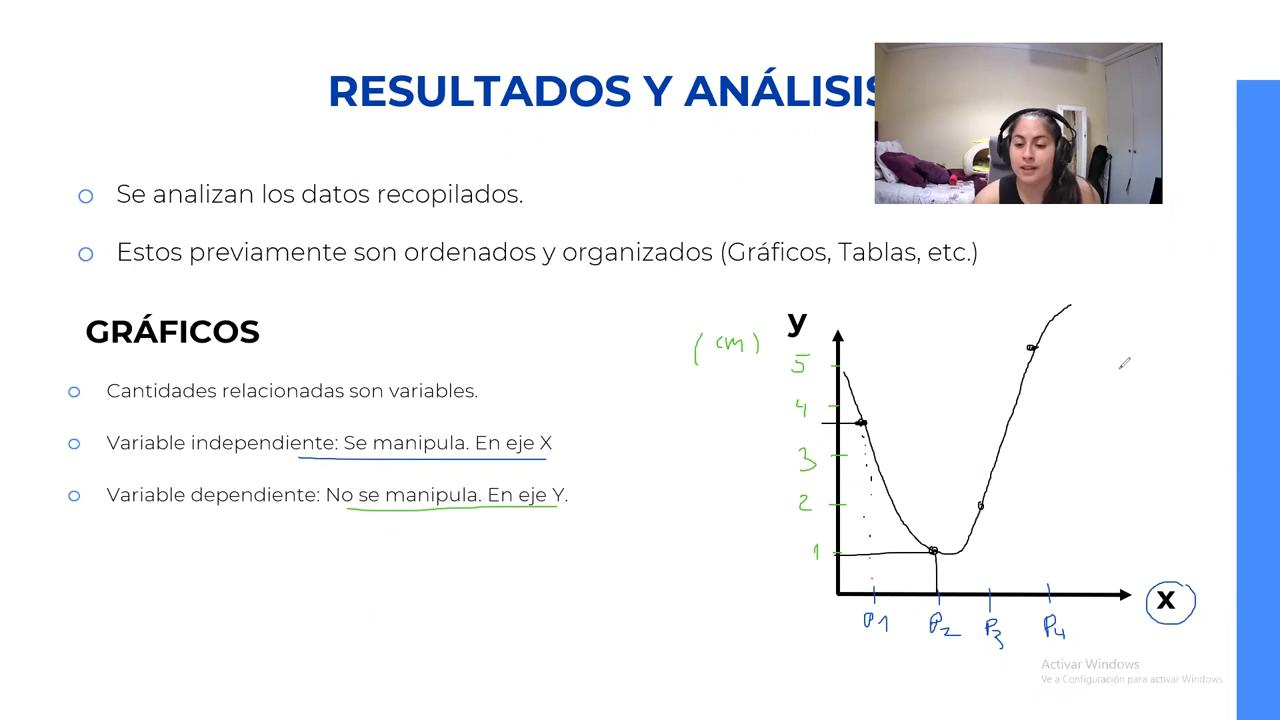 RESULTADOS Y ANÁLISIS
Se analizan los datos recopilados.
Estos previamente son ordenados y organizados (Gráficos, Tablas, etc.)
GRÁFICOS
Cantidades relacionadas son variables.
Variable independiente: Se manipula. En eje X
Variable dependiente: No se manipula. En eje Y.
y
(cm)
5
4
3
2
1
x
P1 P2 P3 P4
Activar Windows
Ve a Configuración para activar Windows.